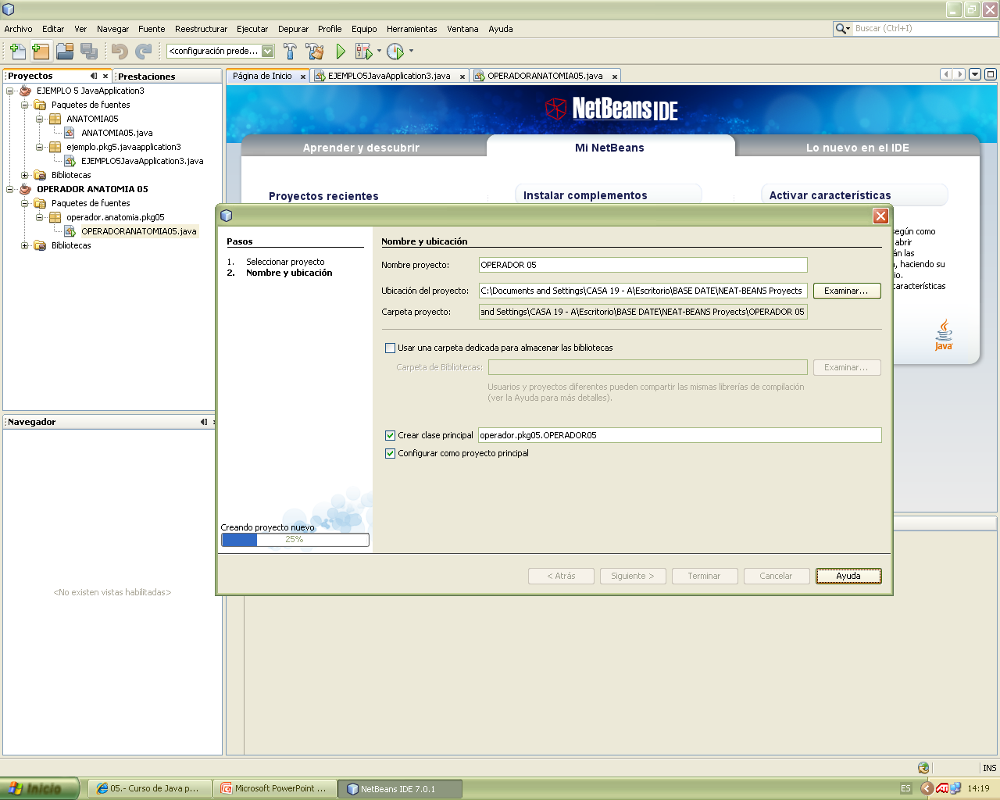 Archivo Editar Ver Navegar Fuente Reestructurar Ejecutar Depurar Profile Equipo Herramientas Ventana Ayuda
Buscar (Ctrl+I)
<configuración prede...
Proyectos
Prestaciones
EJEMPLO 5 JavaApplication3
Paquetes de fuentes
ANATOMIA05
ANATOMIA05.java
ejemplo.pkg5.javaapplication3
EJEMPLO5JavaApplication3.java
Bibliotecas
OPERADOR ANATOMIA 05
Paquetes de fuentes
operador.anatomia.pkg05
OPERADORANATOMIA05.java
Bibliotecas
Navegador
<No existen vistas habilitadas>
Página de Inicio
EJEMPLO5JavaApplication3.java
OPERADORANATOMIA05.java
NetBeans IDE
Aprender y descubrir
Mi NetBeans
Lo nuevo en el IDE
Proyectos recientes
Instalar complementos
Activar características
según como
abrir
án las
, haciendo su
io.
características
Java
Pasos
1. Seleccionar proyecto
2. Nombre y ubicación
Creando proyecto nuevo
25%
Nombre y ubicación
Nombre proyecto: OPERADOR 05
Ubicación del proyecto: C:\Documents and Settings\CASA 19 - A\Escritorio\BASE DATE\NEAT-BEANS Proyects Examinar...
Carpeta proyecto: and Settings\CASA 19 - A\Escritorio\BASE DATE\NEAT-BEANS Proyects\OPERADOR 05
Usar una carpeta dedicada para almacenar las bibliotecas
Carpeta de Bibliotecas: Examinar...
Usuarios y proyectos diferentes pueden compartir las mismas librerías de compilación
(ver la Ayuda para más detalles).
Crear clase principal operador.pkg05.OPERADOR05
Configurar como proyecto principal
< Atrás Siguiente > Terminar Cancelar Ayuda
INS
Inicio
05.- Curso de Java p...
Microsoft PowerPoint ...
NetBeans IDE 7.0.1
ES
14:19